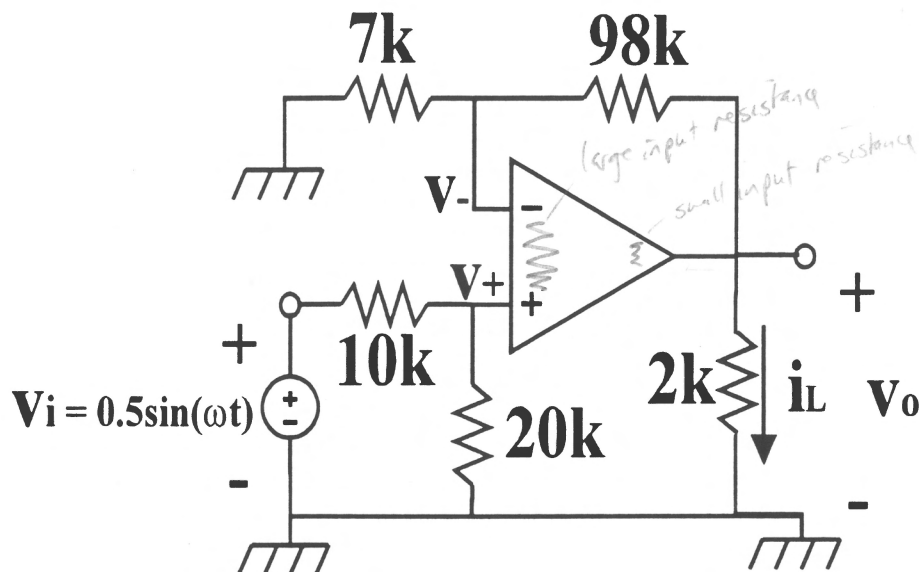 7k
98k
large input resistance
small input resistance
V-
-
V+
+
10k
+
Vi = 0.5sin(ωt)
+
-
-
20k
2k
iL
+
Vo
-